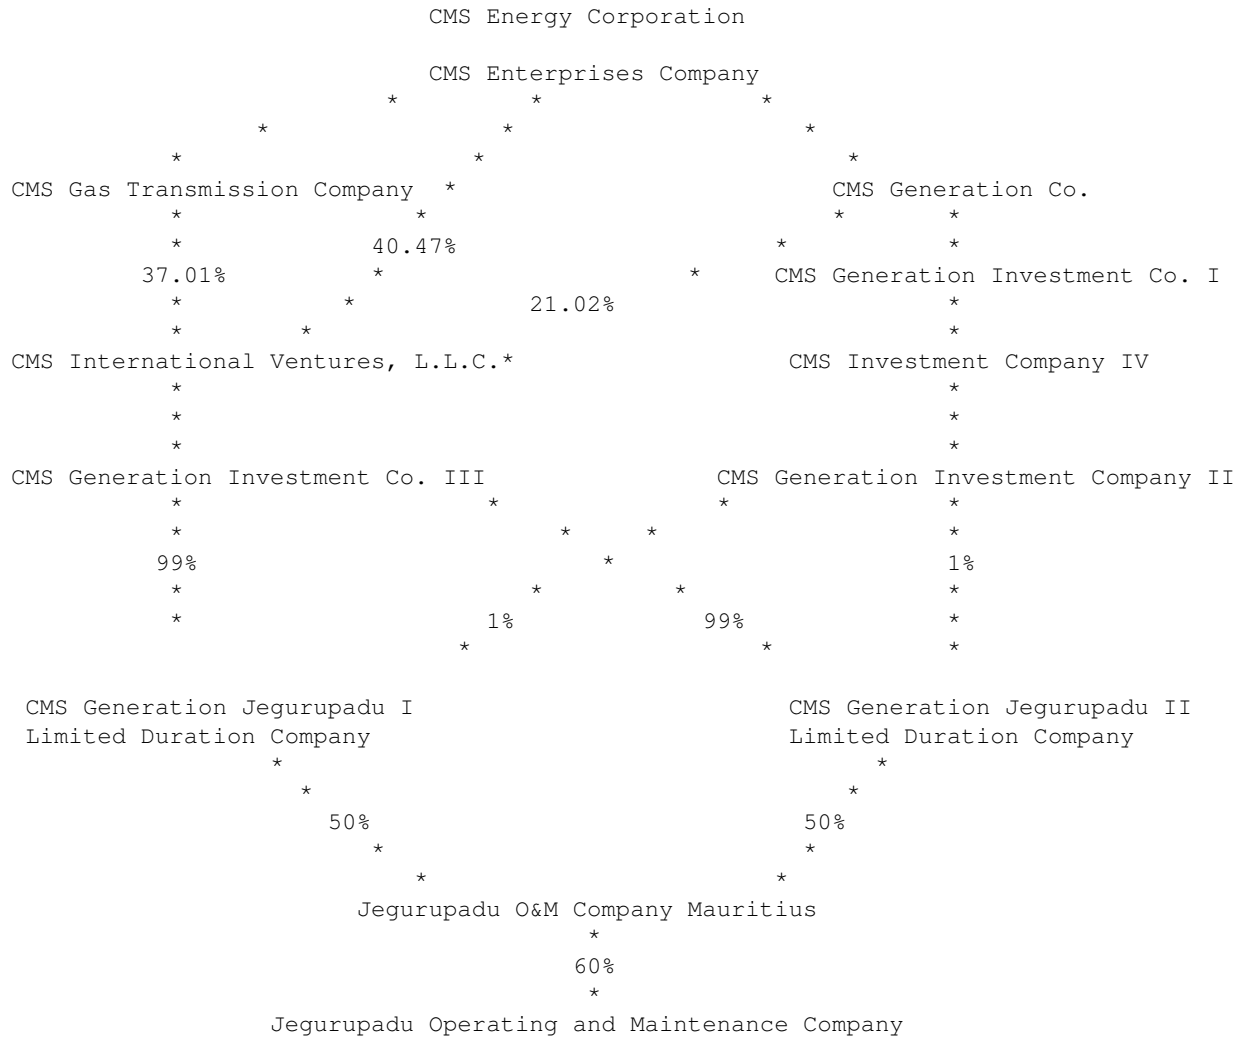 CMS Energy Corporation
CMS Enterprises Company
* * *
* * *
* * *
CMS Gas Transmission Company * CMS Generation Co.
* * * *
* 40.47% * *
37.01% * * CMS Generation Investment Co. I
* * 21.02% *
* * *
CMS International Ventures, L.L.C.* CMS Investment Company IV
* *
* *
* *
CMS Generation Investment Co. III CMS Generation Investment Company II
* * * *
* * * *
99% * 1%
* * * *
* 1% 99% *
* * *
CMS Generation Jegurupadu I CMS Generation Jegurupadu II
Limited Duration Company Limited Duration Company
* *
* *
50% 50%
* *
* *
Jegurupadu O&M Company Mauritius
*
60%
*
Jegurupadu Operating and Maintenance Company